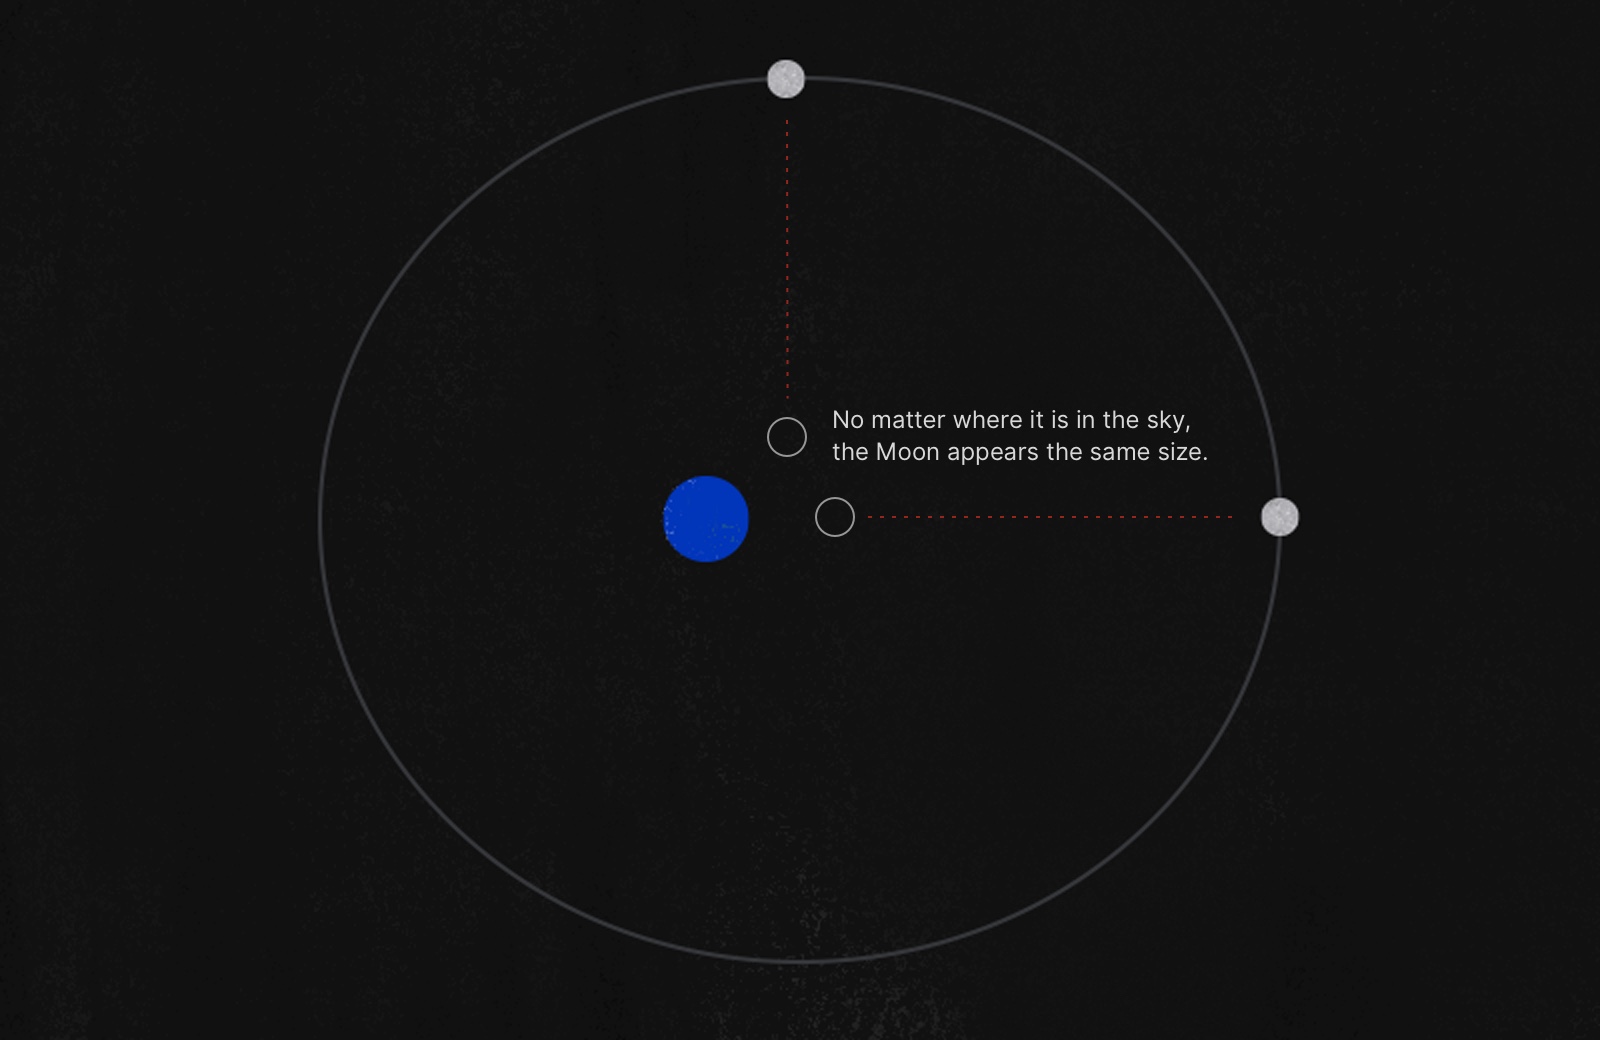 No matter where it is in the sky,
the Moon appears the same size.